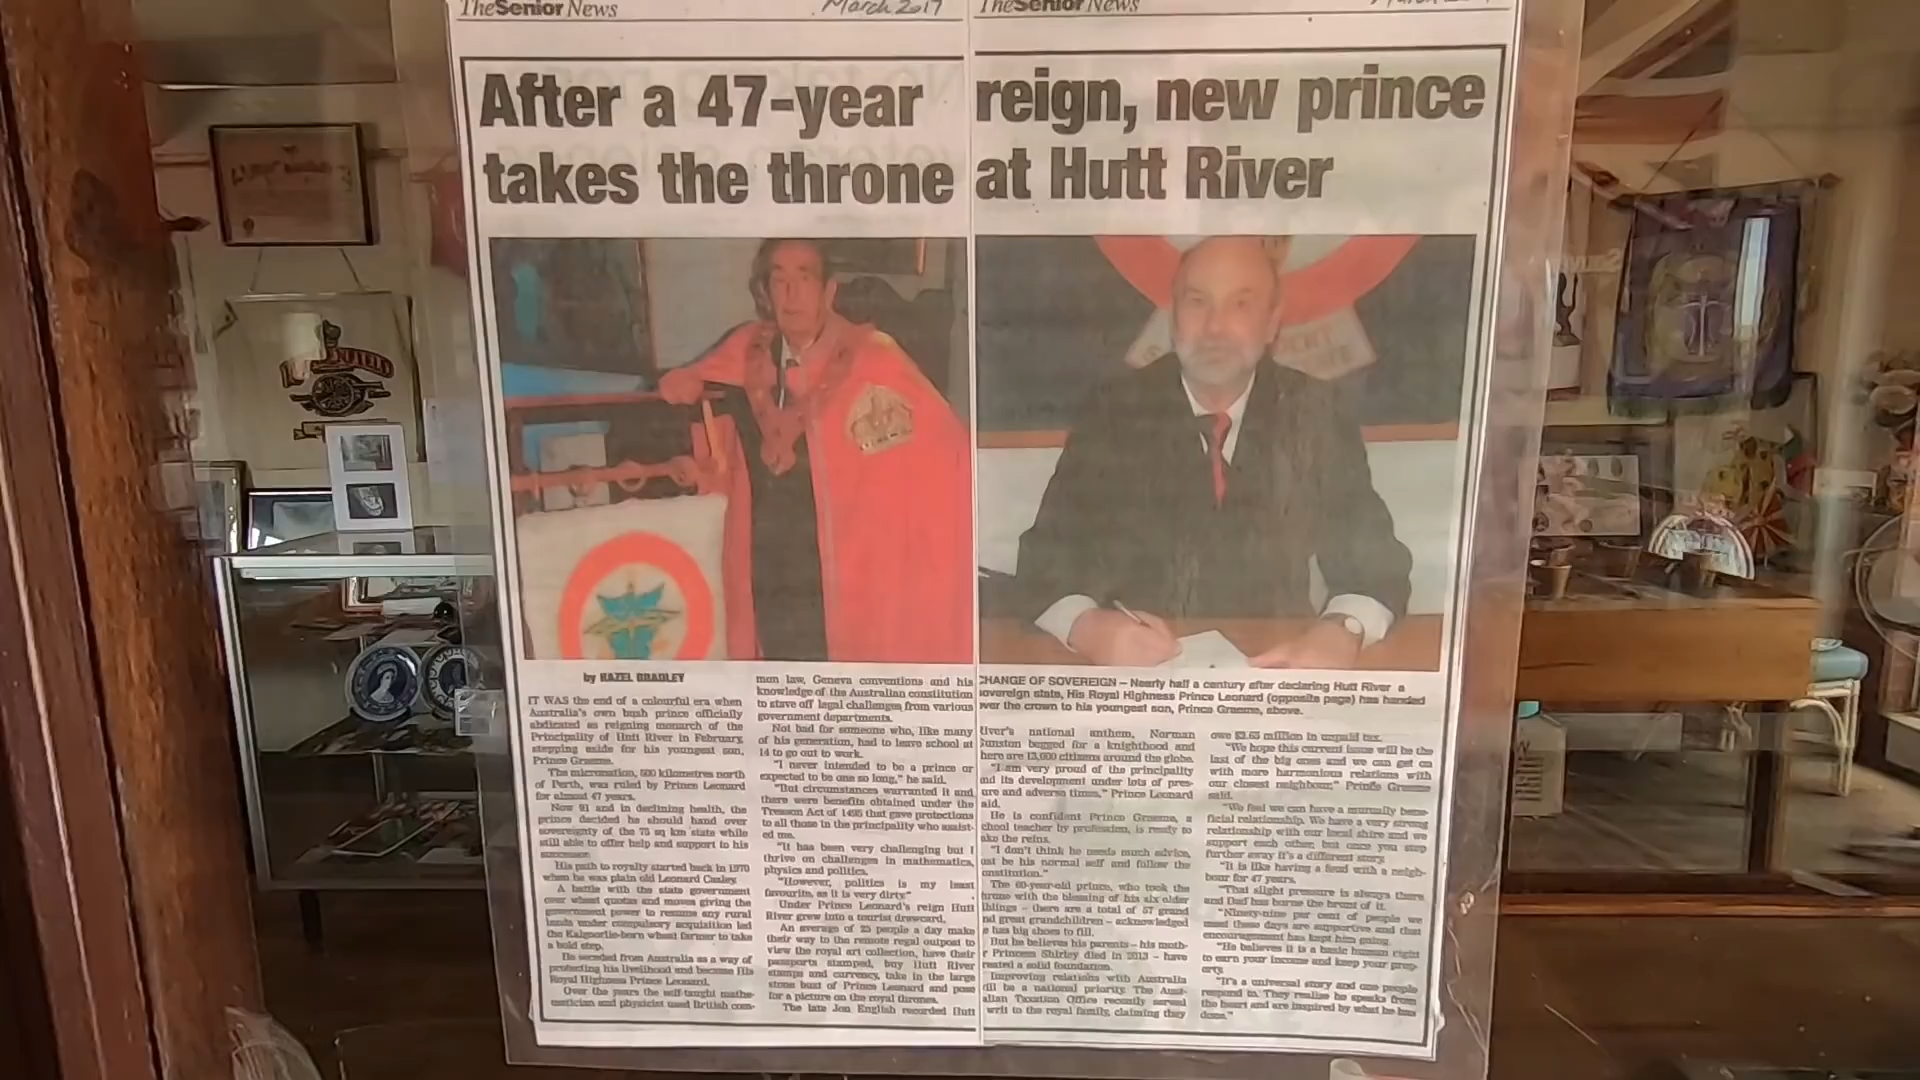 TheSenior News
March 2017
TheSenior News
After a 47-year reign, new prince
takes the throne at Hutt River
by HAZEL BRADLEY
IT WAS the end of a colourful era when
Australia's own bush prince officially
abdicated as reigning monarch of the
Principality of Hutt River in February,
stepping aside for his youngest son,
Prince Graeme.
The micronation, 500 kilometres north
of Perth, was ruled by Prince Leonard
for almost 47 years.
Now 91 and in declining health, the
prince decided he should hand over
sovereignty of the 75 sq km state while
still able to offer help and support to his
successor.
His path to royalty started back in 1970
when he was plain old Leonard Casley.
A battle with the state government
over wheat quotas and moves giving the
government power to resume any rural
lands under compulsory acquisition led
the Kalgoorlie-born wheat farmer to take
a bold step.
He seceded from Australia as a way of
protecting his livelihood and became His
Royal Highness Prince Leonard.
Over the years the self-taught mathe-
matician and physicist used British com-
mon law, Geneva conventions and his
knowledge of the Australian constitution
to stave off legal challenges from various
government departments.
Not bad for someone who, like many
of his generation, had to leave school at
14 to go out to work.
"I never intended to be a prince or
expected to be one so long," he said.
"But circumstances warranted it and
there were benefits obtained under the
Treason Act of 1495 that gave protections
to all those in the principality who assist-
ed me.
"It has been very challenging but I
thrive on challenges in mathematics,
physics and politics.
"However, politics is my least
favourite, as it is very dirty."
Under Prince Leonard's reign Hutt
River grew into a tourist drawcard.
An average of 25 people a day make
their way to the remote regal outpost to
view the royal art collection, have their
passports stamped, buy Hutt River
stamps and currency, take in the large
stone bust of Prince Leonard and pose
for a picture on the royal thrones.
The late Jon English recorded Hutt
CHANGE OF SOVEREIGN – Nearly half a century after declaring Hutt River a
sovereign state, His Royal Highness Prince Leonard (opposite page) has handed
over the crown to his youngest son, Prince Graeme, above.
River's national anthem, Norman
Gunston begged for a knighthood and
there are 13,000 citizens around the globe.
"I am very proud of the principality
and its development under lots of pres-
ure and adverse times," Prince Leonard
aid.
He is confident Prince Graeme, a
chool teacher by profession, is ready to
ake the reins.
"I don't think he needs much advice,
ust be his normal self and follow the
onstitution."
The 60-year-old prince, who took the
hrone with the blessing of his six older
iblings – there are a total of 57 grand
nd great grandchildren – acknowledged
e has big shoes to fill.
But he believes his parents – his moth-
r Princess Shirley died in 2013 – have
reated a solid foundation.
Improving relations with Australia
ill be a national priority. The Aust-
alian Taxation Office recently served
writ to the royal family, claiming they
owe $2.65 million in unpaid tax.
"We hope this current issue will be the
last of the big ones and we can get on
with more harmonious relations with
our closest neighbour," Prince Graeme
said.
"We feel we can have a mutually bene-
ficial relationship. We have a very strong
relationship with our local shire and we
support each other, but once you step
further away it's a different story.
"It is like having a feud with a neigh-
bour for 47 years.
"That slight pressure is always there
and Dad has borne the brunt of it.
"Ninety-nine per cent of people we
meet these days are supportive and that
encouragement has kept him going.
"He believes it is a basic human right
to earn your income and keep your prop-
erty.
"It's a universal story and one people
respond to. They realise he speaks from
the heart and are inspired by what he has
done."